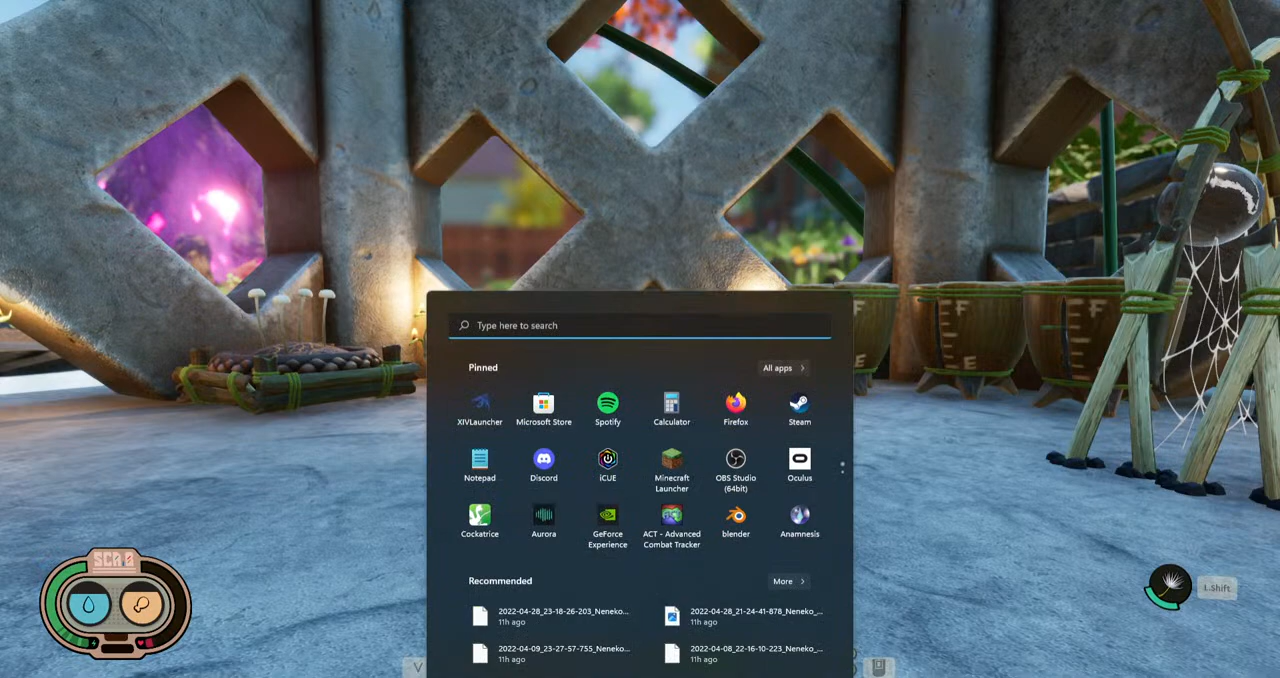 Type here to search
Pinned
All apps
XIVLauncher
Microsoft Store
Spotify
Calculator
Firefox
Steam
Notepad
Discord
iCUE
Minecraft
Launcher
OBS Studio
(64bit)
Oculus
Cockatrice
Aurora
GeForce
Experience
ACT - Advanced
Combat Tracker
blender
Anamnesis
Recommended
More
2022-04-28_23-18-26-203_Neneko...
11h ago
2022-04-28_21-24-41-878_Neneko_...
11h ago
2022-04-09_23-27-57-755_Neneko...
11h ago
2022-04-08_22-16-10-223_Neneko_...
11h ago
F
E
F
E
F
E
SCA.B
L.Shift
V